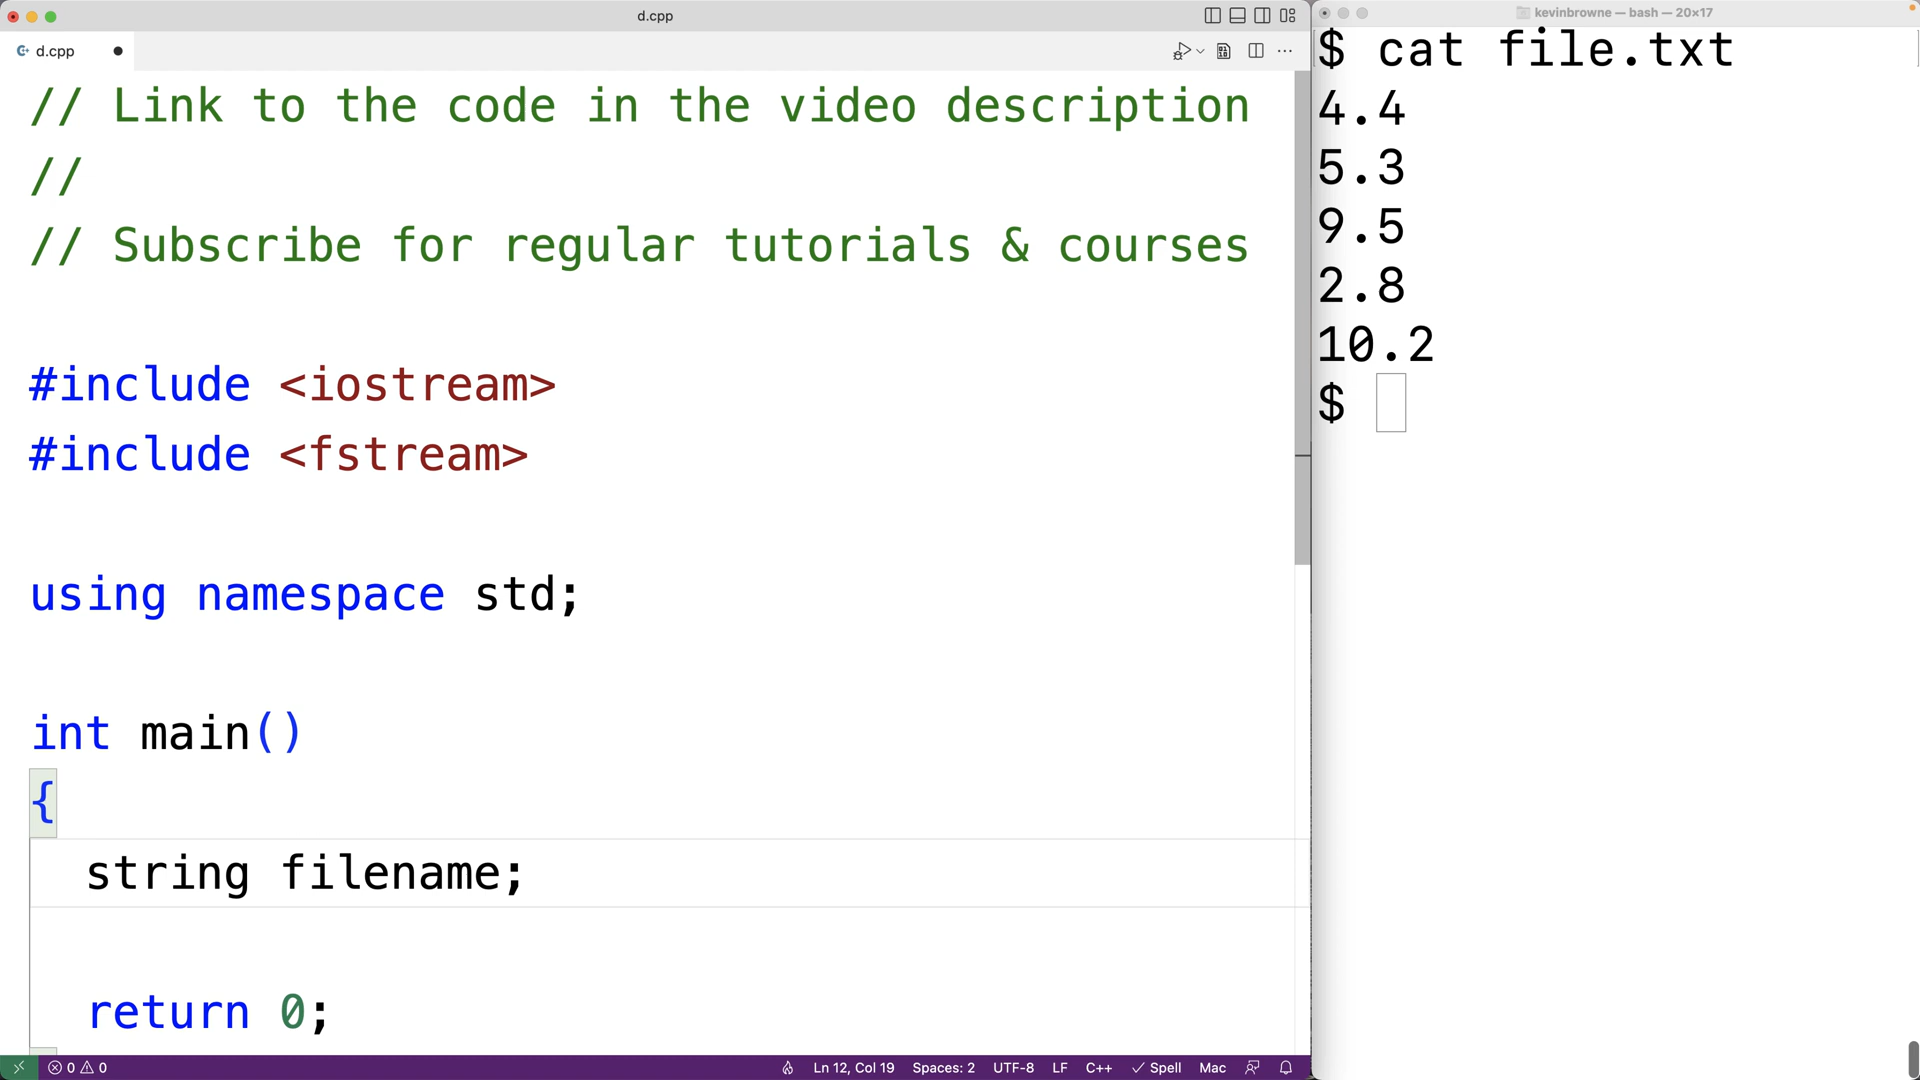 d.cpp
d.cpp
// Link to the code in the video description
//
// Subscribe for regular tutorials & courses
#include <iostream>
#include <fstream>
using namespace std;
int main()
{
string filename;
return 0;
0 0
Ln 12, Col 19 Spaces: 2 UTF-8 LF C++ Spell Mac
kevinbrowne — bash — 20×17
$ cat file.txt
4.4
5.3
9.5
2.8
10.2
$